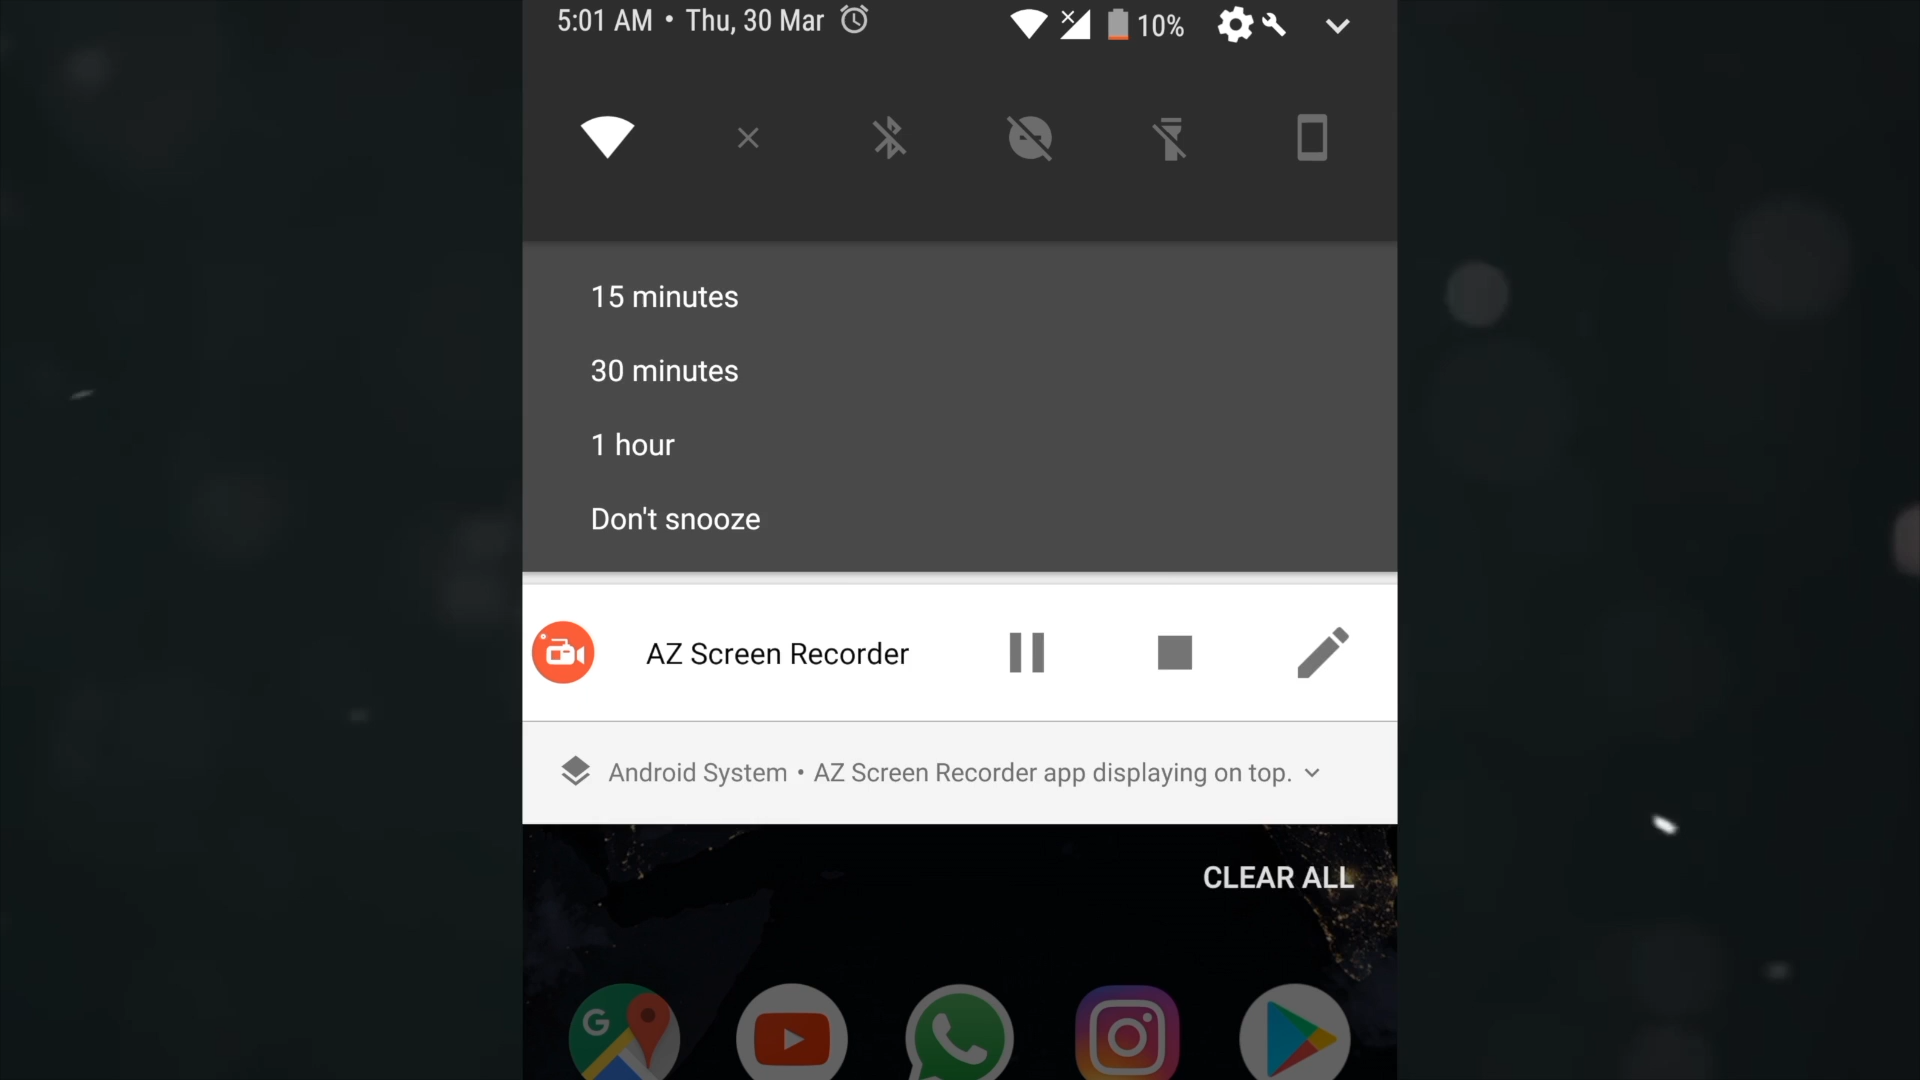 5:01 AM • Thu, 30 Mar 10%
15 minutes
30 minutes
1 hour
Don't snooze
AZ Screen Recorder
Android System • AZ Screen Recorder app displaying on top.
CLEAR ALL
G